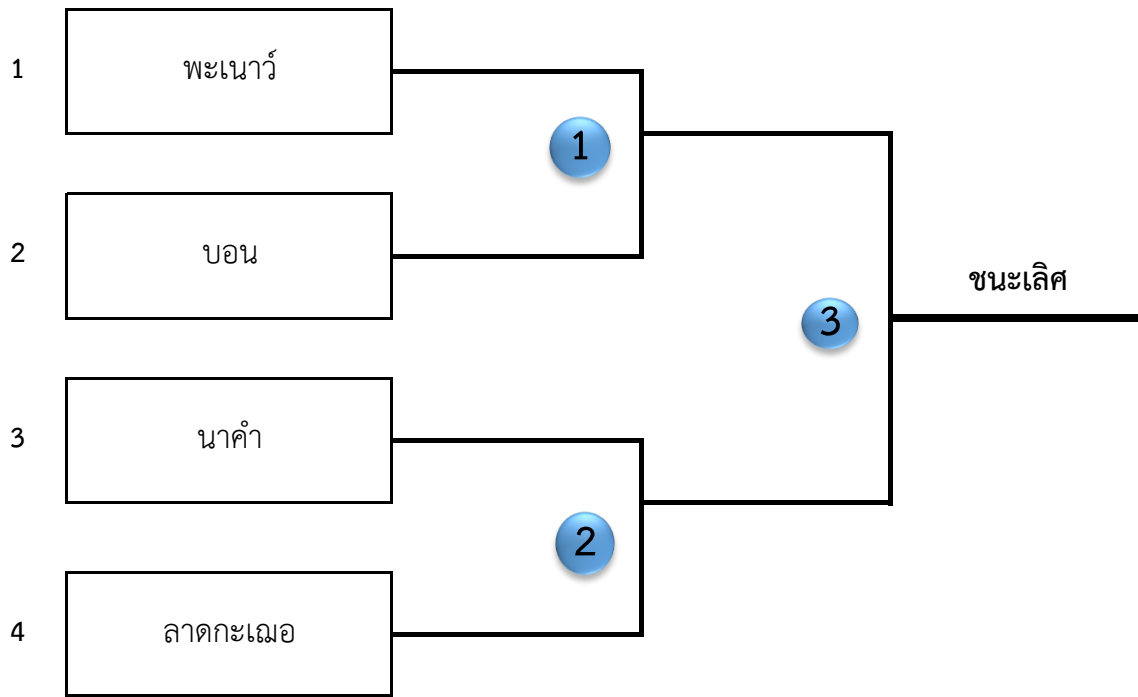 1 พะเนาว์
1
2 บอน
ชนะเลิศ
3
3 นาคำ
2
4 ลาดกะเฌอ